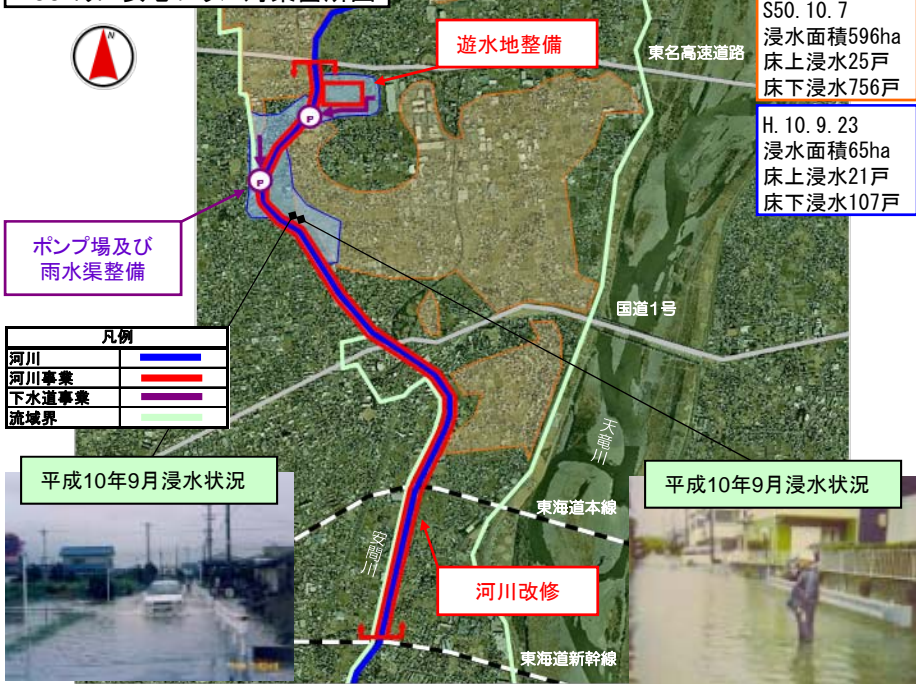 N
遊水地整備
東名高速道路
S50.10.7
浸水面積596ha
床上浸水25戸
床下浸水756戸
H.10.9.23
浸水面積65ha
床上浸水21戸
床下浸水107戸
P
P
ポンプ場及び
雨水渠整備
国道1号
凡例
河川
河川事業
下水道事業
流域界
天竜川
平成10年9月浸水状況
平成10年9月浸水状況
東海道本線
安間川
河川改修
東海道新幹線